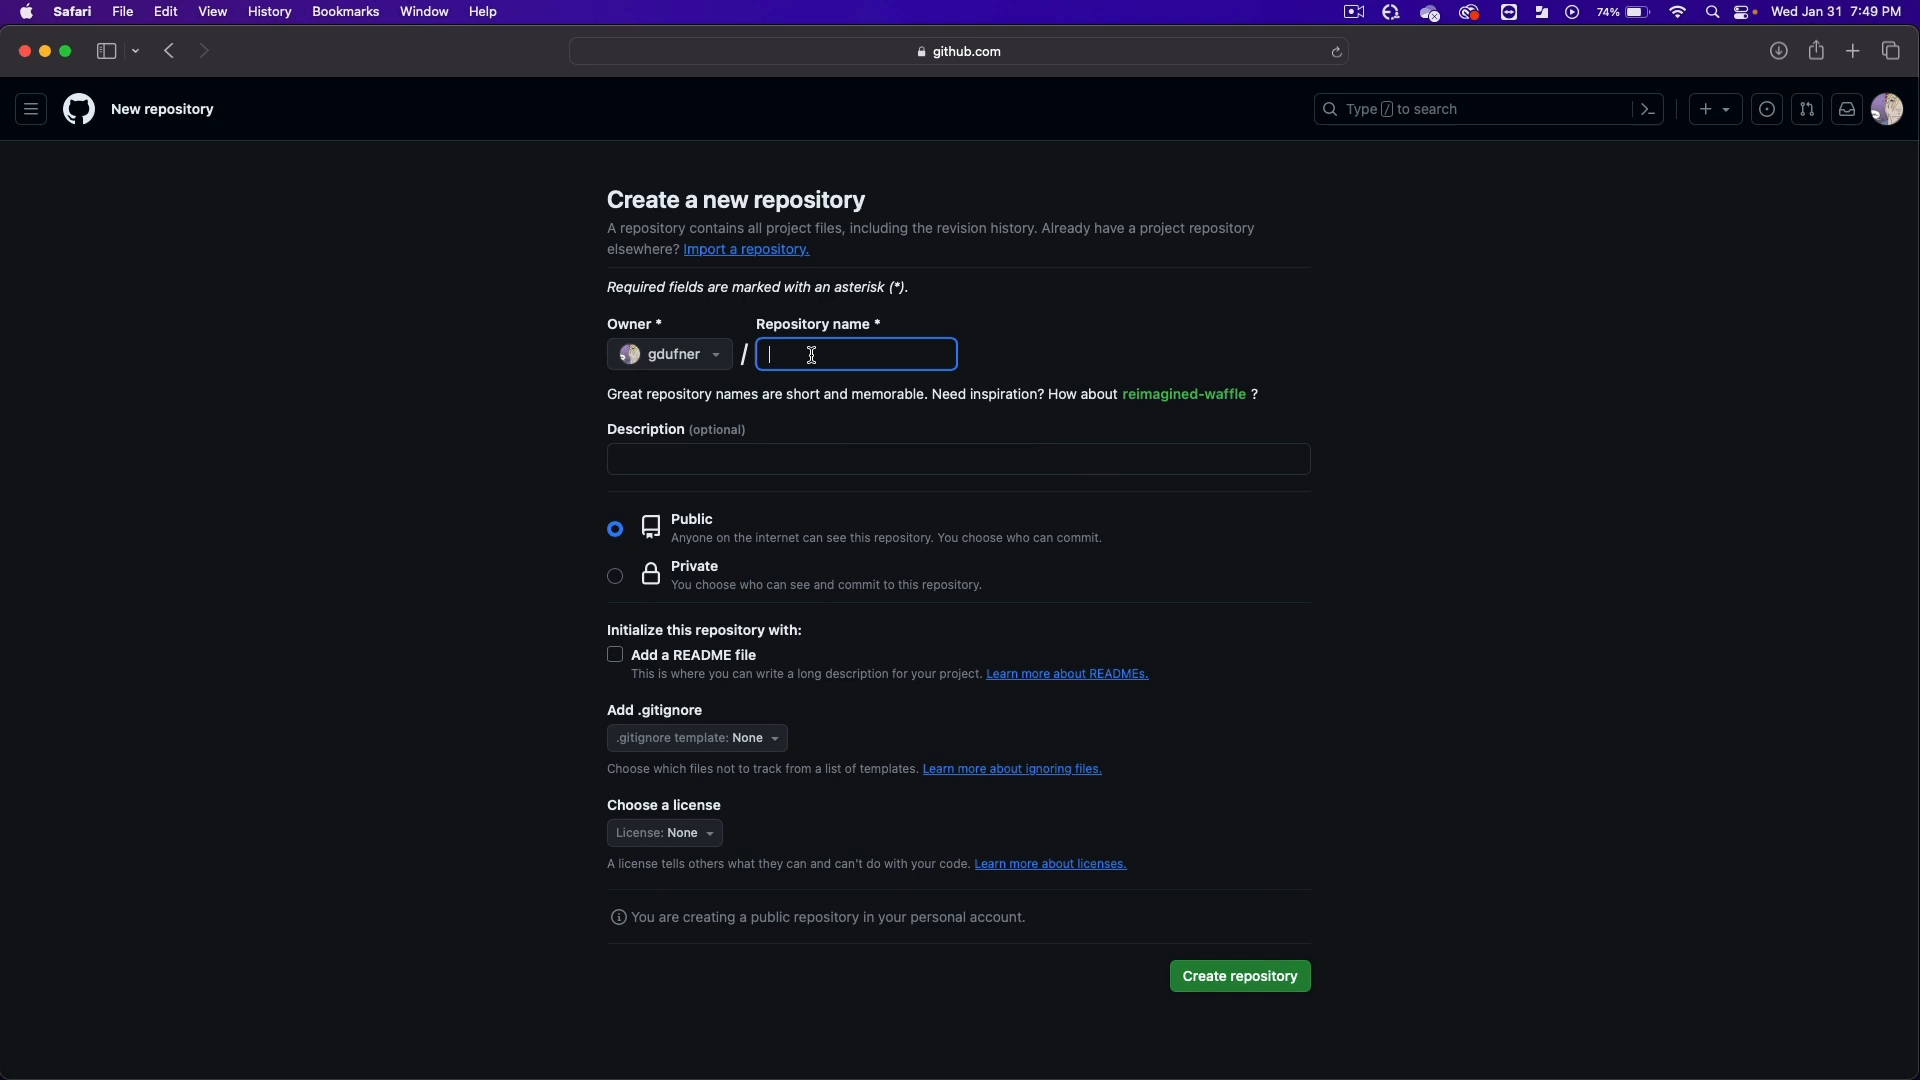 Safari File Edit View History Bookmarks Window Help 74% Wed Jan 31 7:49 PM
github.com
New repository Type / to search
Create a new repository
A repository contains all project files, including the revision history. Already have a project repository
elsewhere? Import a repository.
Required fields are marked with an asterisk (*).
Owner * Repository name *
gdufner /
Great repository names are short and memorable. Need inspiration? How about reimagined-waffle ?
Description (optional)
Public
Anyone on the internet can see this repository. You choose who can commit.
Private
You choose who can see and commit to this repository.
Initialize this repository with:
Add a README file
This is where you can write a long description for your project. Learn more about READMEs.
Add .gitignore
.gitignore template: None
Choose which files not to track from a list of templates. Learn more about ignoring files.
Choose a license
License: None
A license tells others what they can and can't do with your code. Learn more about licenses.
You are creating a public repository in your personal account.
Create repository